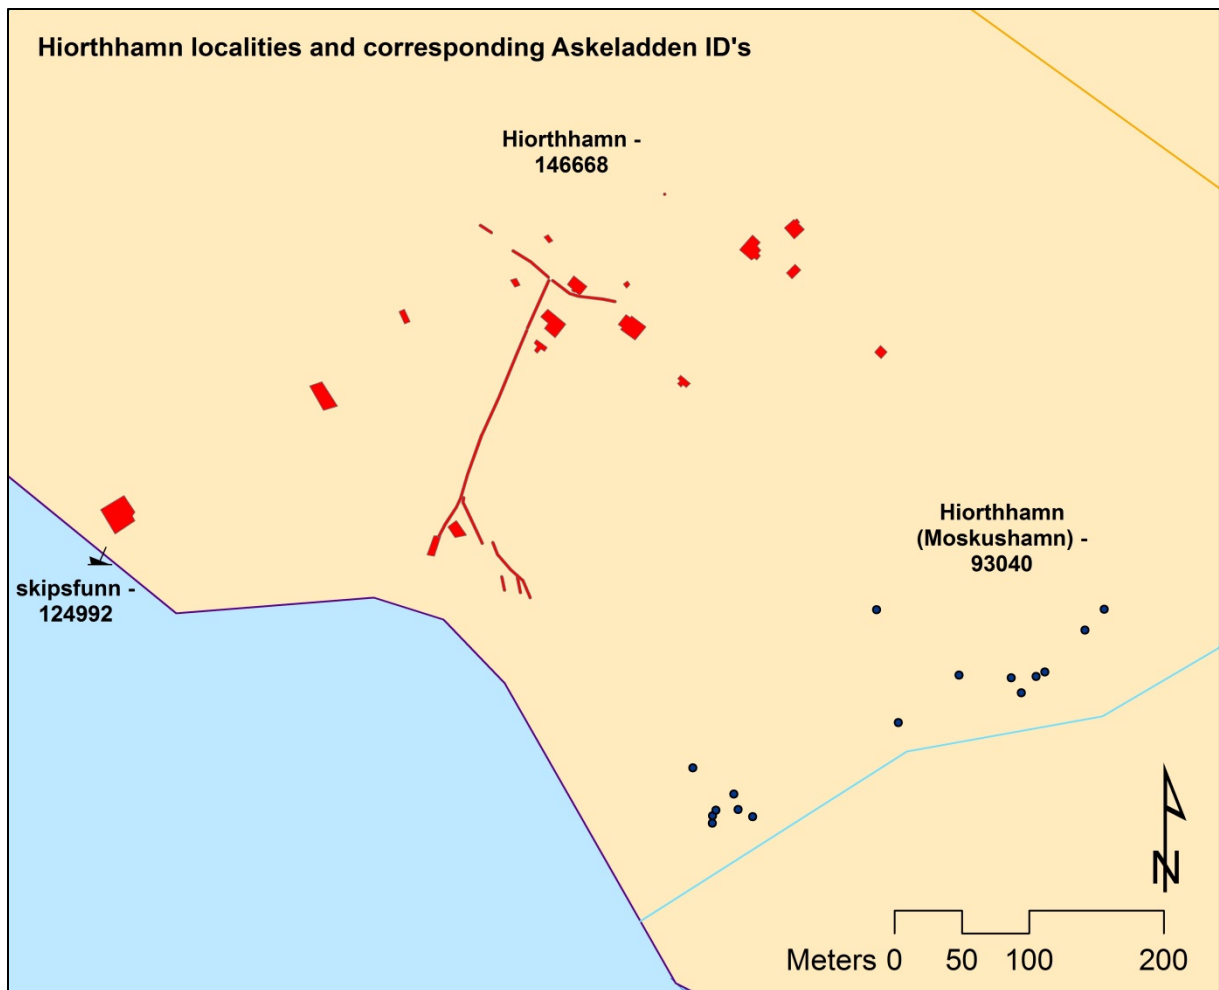 Hiorthhamn localities and corresponding Askeladden ID's
Hiorthhamn -
146668
Hiorthhamn
(Moskushamn) -
93040
skipsfunn -
124992
N
Meters 0 50 100 200